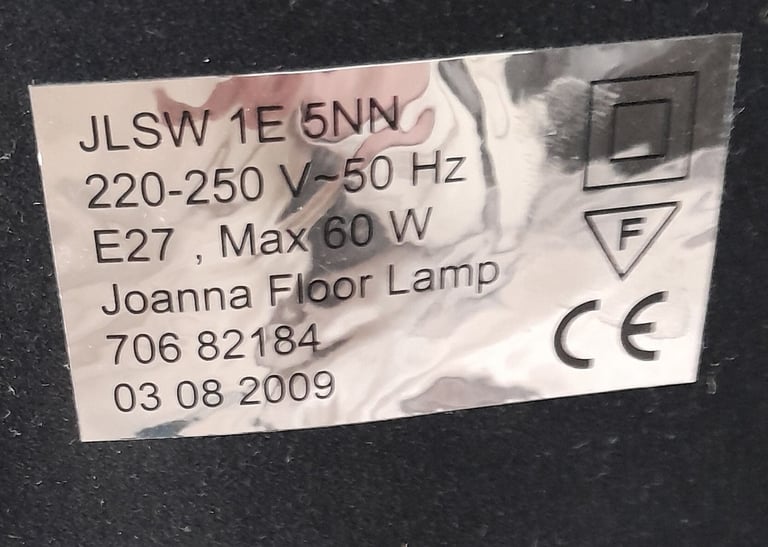 JLSW 1E 5NN
220-250 V~50 Hz
E27 , Max 60 W
Joanna Floor Lamp
706 82184
03 08 2009
F
CE